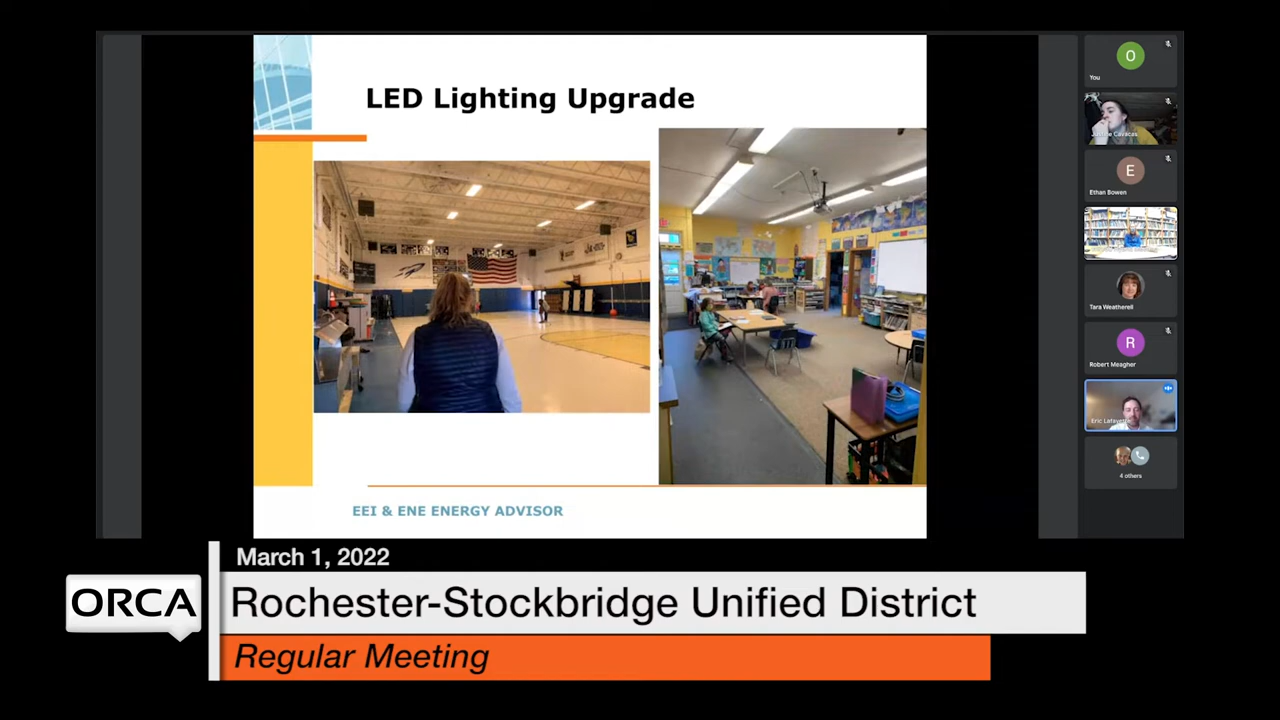 LED Lighting Upgrade
EEI & ENE ENERGY ADVISOR
O
You
E
Ethan Bowen
Tara Weatherell
R
Robert Meagher
4 others
March 1, 2022
ORCA
Rochester-Stockbridge Unified District
Regular Meeting